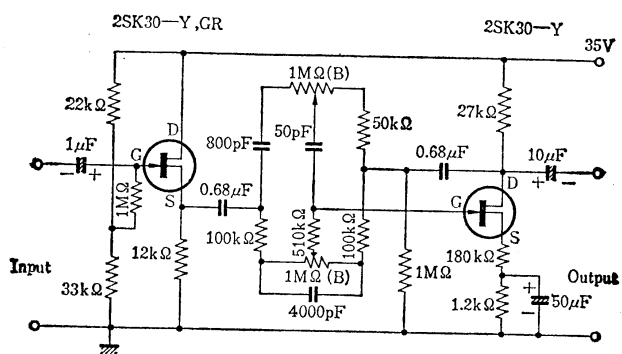 2SK30—Y,GR
2SK30—Y
35V
1MΩ(B)
22kΩ
27kΩ
50kΩ
1µF
G
D
800pF
50pF
0.68µF
10µF
− +
D
+ −
1MΩ
S
0.68µF
G
S
100kΩ
510kΩ
100kΩ
180kΩ
12kΩ
Input
1MΩ(B)
1MΩ
Output
33kΩ
4000pF
1.2kΩ
+
−
50µF